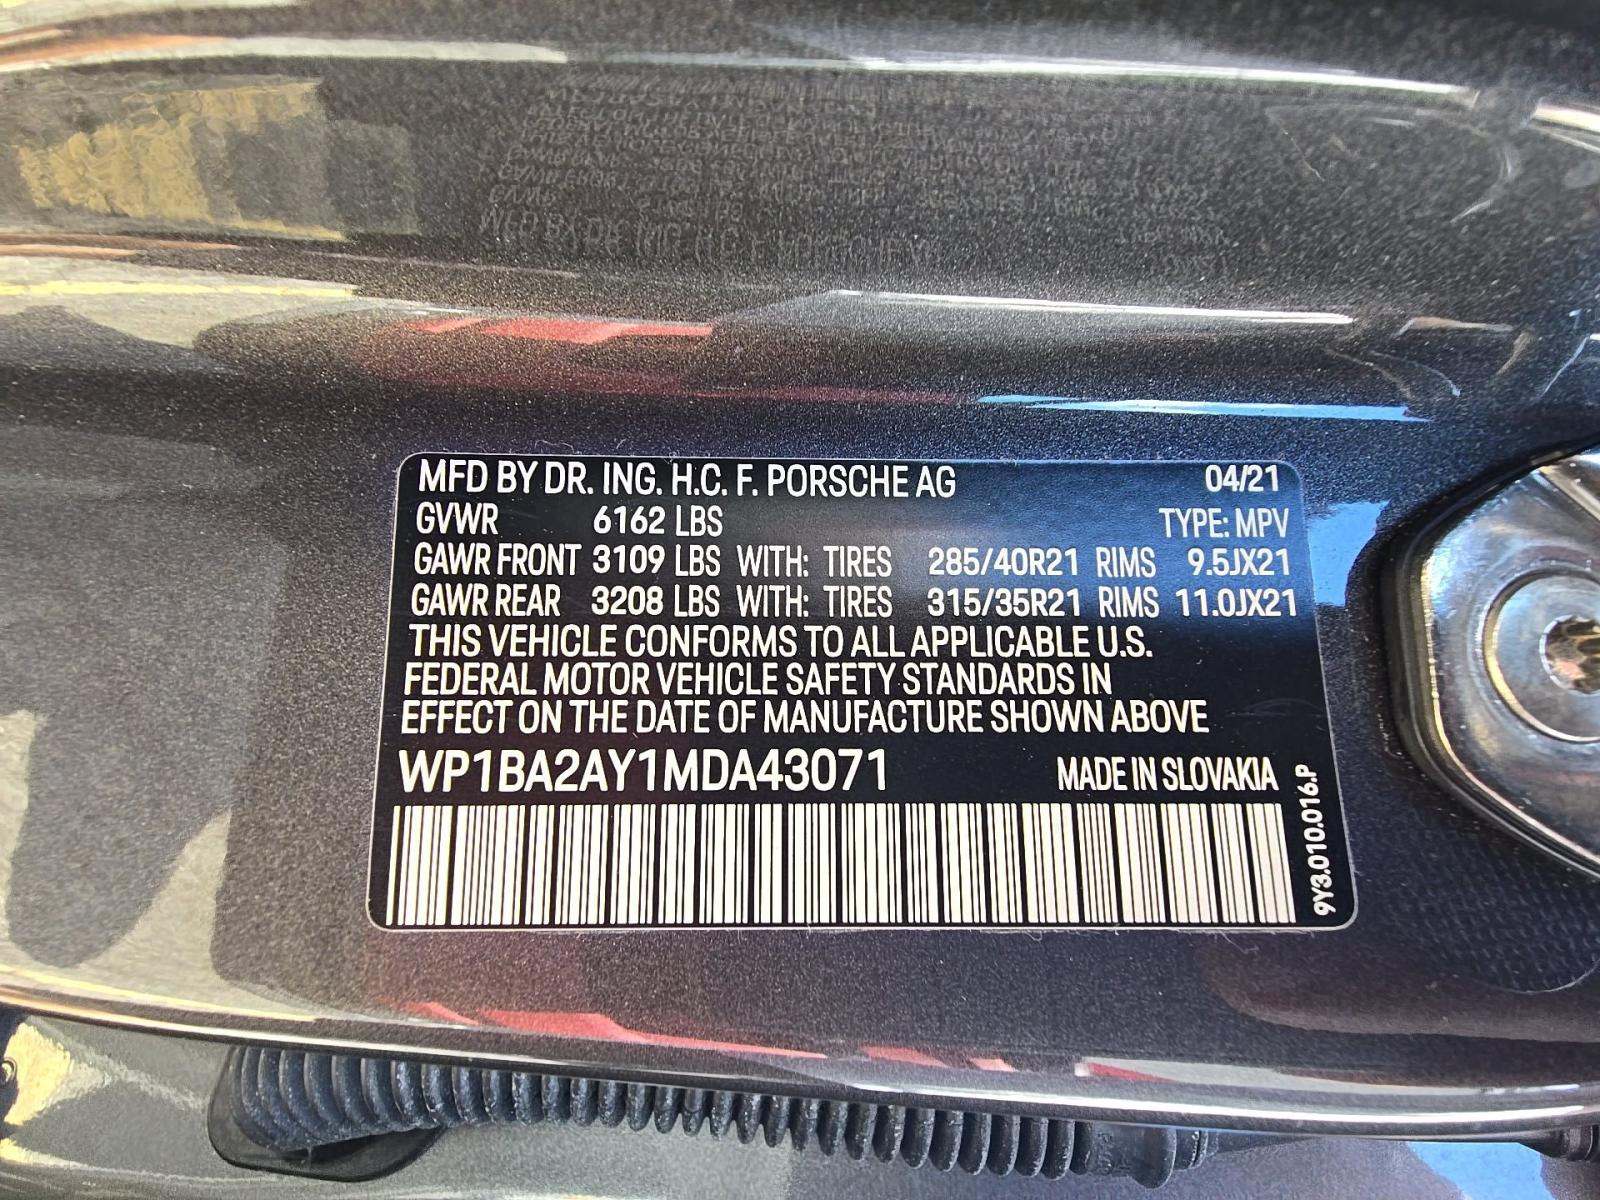 MFD BY DR. ING. H.C. F. PORSCHE AG 04/21
GVWR 6162 LBS TYPE: MPV
GAWR FRONT 3109 LBS WITH: TIRES 285/40R21 RIMS 9.5JX21
GAWR REAR 3208 LBS WITH: TIRES 315/35R21 RIMS 11.0JX21
THIS VEHICLE CONFORMS TO ALL APPLICABLE U.S.
FEDERAL MOTOR VEHICLE SAFETY STANDARDS IN
EFFECT ON THE DATE OF MANUFACTURE SHOWN ABOVE
WP1BA2AY1MDA43071 MADE IN SLOVAKIA
9Y3.010.016.P